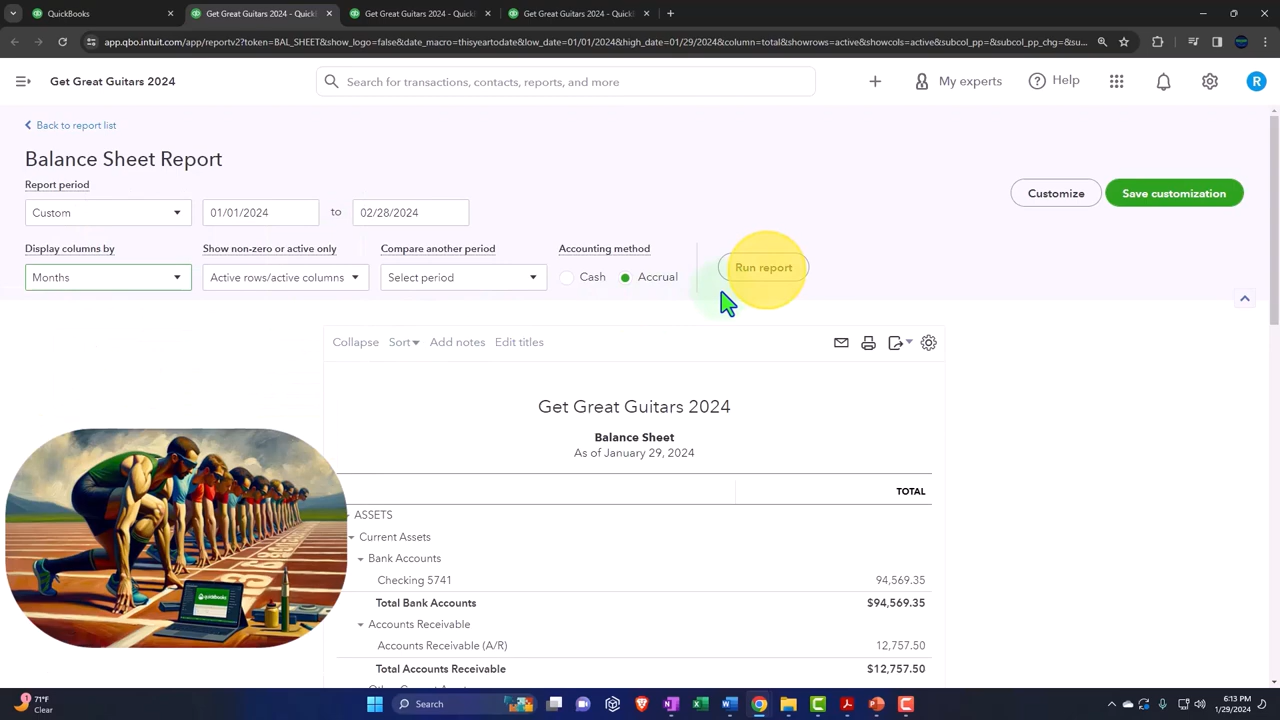 QuickBooks
Get Great Guitars 2024 - QuickB
Get Great Guitars 2024 - QuickB
Get Great Guitars 2024 - QuickB
app.qbo.intuit.com/app/reportv2?token=BAL_SHEET&show_logo=false&date_macro=thisyeartodate&low_date=01/01/2024&high_date=01/29/2024&column=total&showrows=active&showcols=active&subcol_pp=&subcol_pp_chg=&su...
Get Great Guitars 2024
Search for transactions, contacts, reports, and more
My experts
Help
R
Back to report list
Balance Sheet Report
Report period
Custom
01/01/2024
to
02/28/2024
Customize
Save customization
Display columns by
Show non-zero or active only
Compare another period
Accounting method
Months
Active rows/active columns
Select period
Cash
Accrual
Run report
Collapse
Sort
Add notes
Edit titles
Get Great Guitars 2024
Balance Sheet
As of January 29, 2024
TOTAL
ASSETS
Current Assets
Bank Accounts
Checking 5741
94,569.35
Total Bank Accounts
$94,569.35
Accounts Receivable
Accounts Receivable (A/R)
12,757.50
Total Accounts Receivable
$12,757.50
quickbooks
71°F
Clear
Search
6:13 PM
1/29/2024